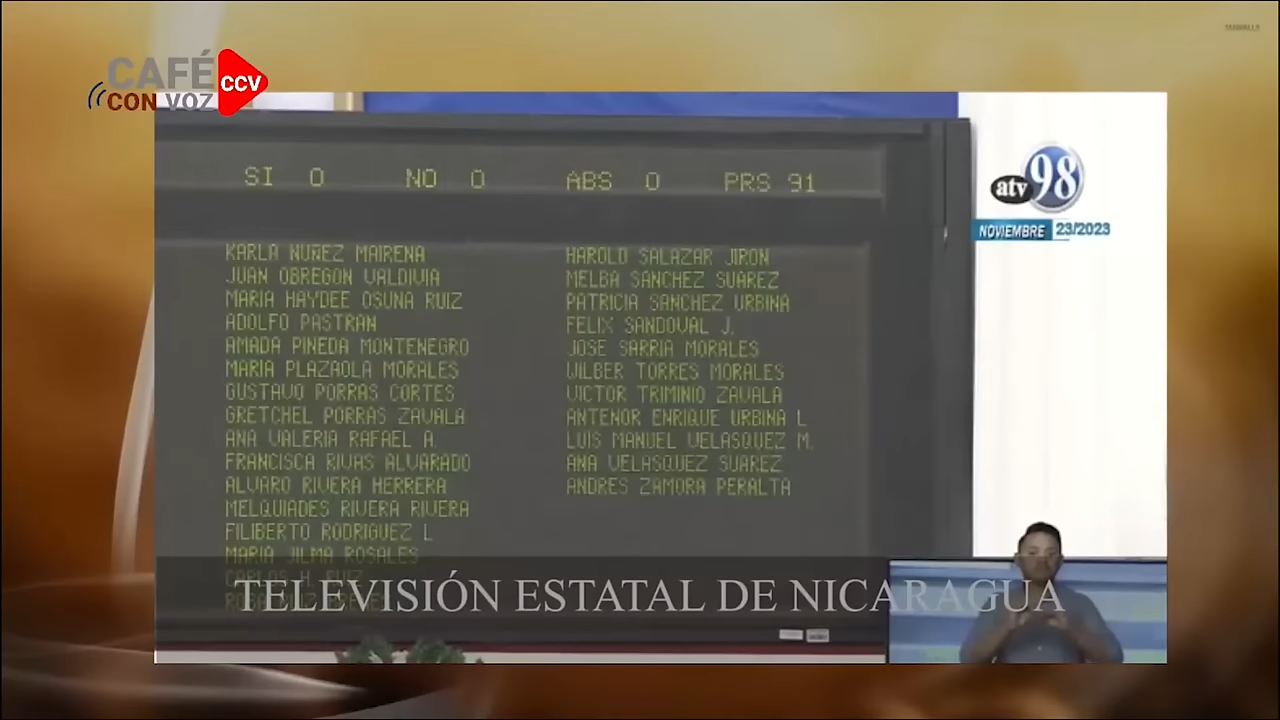 CAFÉ
CON VOZ
CCV
atv 98
NOVIEMBRE 23/2023
SI 0 NO 0 ABS 0 PRS 91
KARLA NUÑEZ MAIRENA
JUAN OBREGON VALDIVIA
MARIA HAYDEE OSUNA RUIZ
ADOLFO PASTRAN
AMADA PINEDA MONTENEGRO
MARIA PLAZAOLA MORALES
GUSTAVO PORRAS CORTES
GRETCHEL PORRAS ZAVALA
ANA VALERIA RAFAEL A.
FRANCISCA RIVAS ALVARADO
ALVARO RIVERA HERRERA
MELQUIADES RIVERA RIVERA
FILIBERTO RODRIGUEZ L
MARIA JILMA ROSALES
CARLOS H. RUIZ
HAROLD SALAZAR JIRON
MELBA SANCHEZ SUAREZ
PATRICIA SANCHEZ URBINA
FELIX SANDOVAL J.
JOSE SARRIA MORALES
WILBER TORRES MORALES
VICTOR TRIMINIO ZAVALA
ANTENOR ENRIQUE URBINA L
LUIS MANUEL VELASQUEZ M.
ANA VELASQUEZ SUAREZ
ANDRES ZAMORA PERALTA
TELEVISIÓN ESTATAL DE NICARAGUA